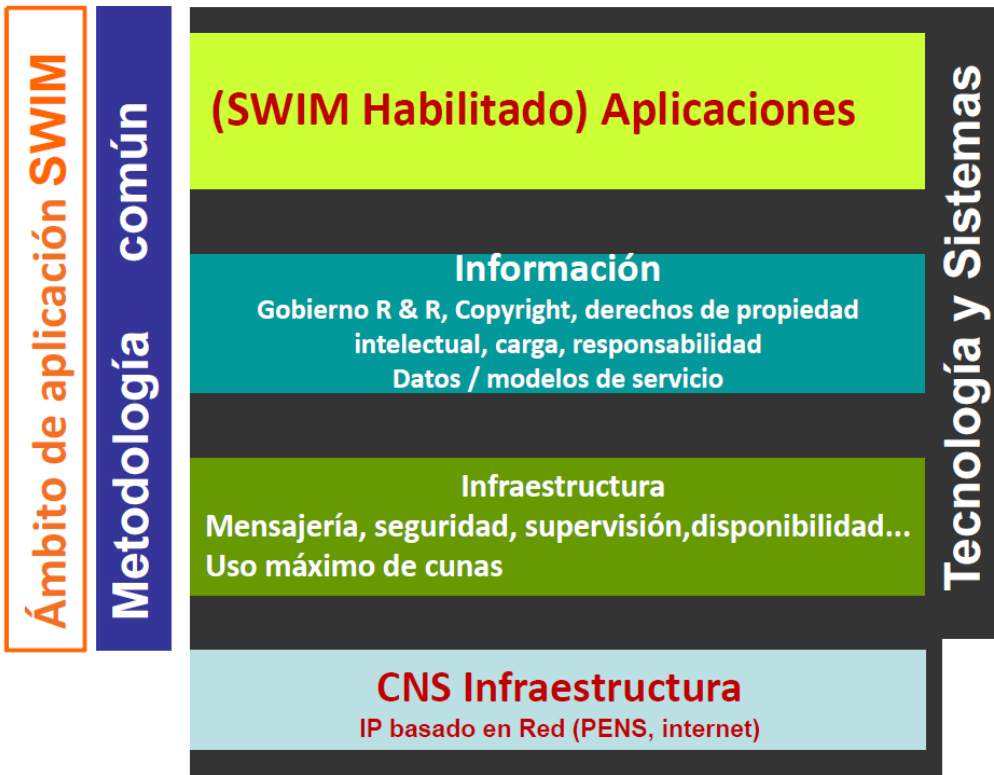 Ámbito de aplicación SWIM
Metodología común
(SWIM Habilitado) Aplicaciones
Información
Gobierno R & R, Copyright, derechos de propiedad
intelectual, carga, responsabilidad
Datos / modelos de servicio
Infraestructura
Mensajería, seguridad, supervisión,disponibilidad...
Uso máximo de cunas
CNS Infraestructura
IP basado en Red (PENS, internet)
Tecnología y Sistemas